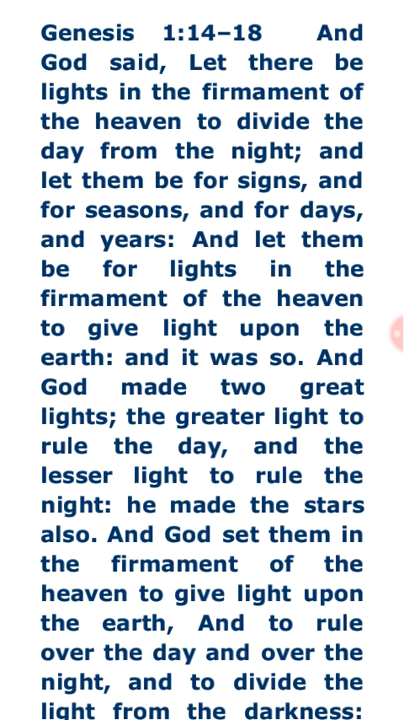 Genesis 1:14–18 And
God said, Let there be
lights in the firmament of
the heaven to divide the
day from the night; and
let them be for signs, and
for seasons, and for days,
and years: And let them
be for lights in the
firmament of the heaven
to give light upon the
earth: and it was so. And
God made two great
lights; the greater light to
rule the day, and the
lesser light to rule the
night: he made the stars
also. And God set them in
the firmament of the
heaven to give light upon
the earth, And to rule
over the day and over the
night, and to divide the
light from the darkness: